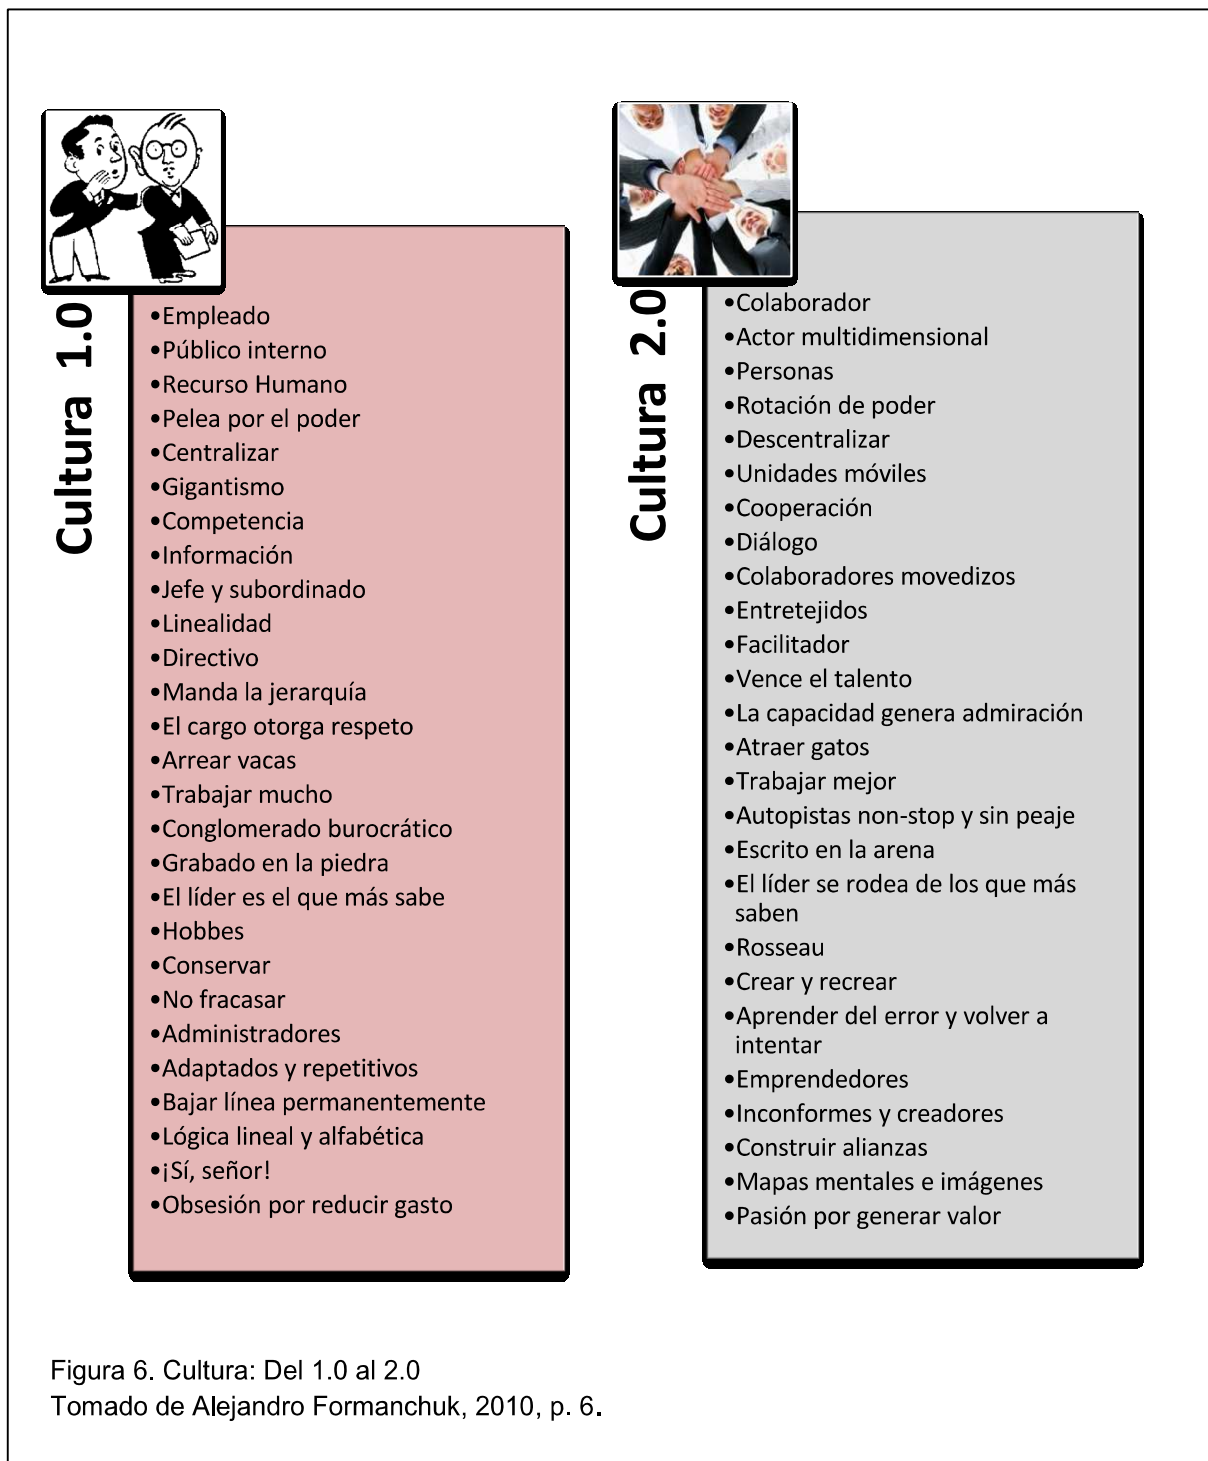 Cultura 1.0
•Empleado
•Público interno
•Recurso Humano
•Pelea por el poder
•Centralizar
•Gigantismo
•Competencia
•Información
•Jefe y subordinado
•Linealidad
•Directivo
•Manda la jerarquía
•El cargo otorga respeto
•Arrear vacas
•Trabajar mucho
•Conglomerado burocrático
•Grabado en la piedra
•El líder es el que más sabe
•Hobbes
•Conservar
•No fracasar
•Administradores
•Adaptados y repetitivos
•Bajar línea permanentemente
•Lógica lineal y alfabética
•¡Sí, señor!
•Obsesión por reducir gasto
Cultura 2.0
•Colaborador
•Actor multidimensional
•Personas
•Rotación de poder
•Descentralizar
•Unidades móviles
•Cooperación
•Diálogo
•Colaboradores movedizos
•Entretejidos
•Facilitador
•Vence el talento
•La capacidad genera admiración
•Atraer gatos
•Trabajar mejor
•Autopistas non-stop y sin peaje
•Escrito en la arena
•El líder se rodea de los que más
saben
•Rosseau
•Crear y recrear
•Aprender del error y volver a
intentar
•Emprendedores
•Inconformes y creadores
•Construir alianzas
•Mapas mentales e imágenes
•Pasión por generar valor
Figura 6. Cultura: Del 1.0 al 2.0
Tomado de Alejandro Formanchuk, 2010, p. 6.